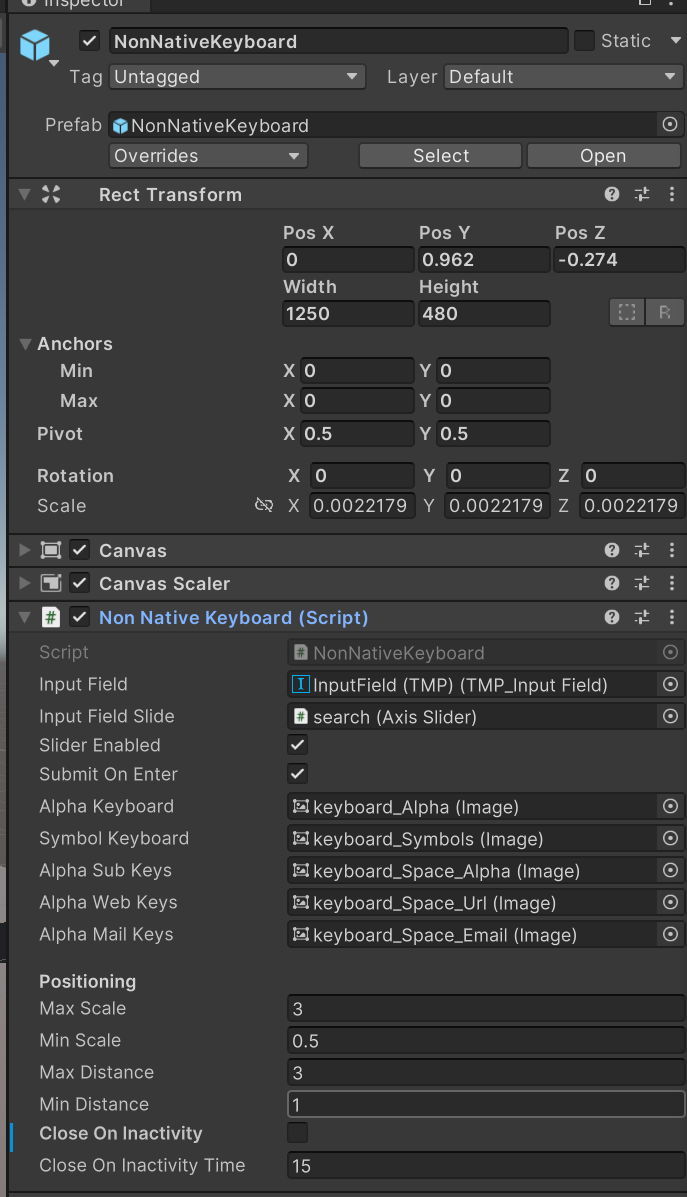 Inspector
NonNativeKeyboard Static
Tag Untagged Layer Default
Prefab NonNativeKeyboard
Overrides Select Open
Rect Transform
Pos X Pos Y Pos Z
0 0.962 -0.274
Width Height
1250 480
R
Anchors
Min X 0 Y 0
Max X 0 Y 0
Pivot X 0.5 Y 0.5
Rotation X 0 Y 0 Z 0
Scale X 0.0022179 Y 0.0022179 Z 0.0022179
Canvas
Canvas Scaler
# Non Native Keyboard (Script)
Script # NonNativeKeyboard
Input Field InputField (TMP) (TMP_Input Field)
Input Field Slide # search (Axis Slider)
Slider Enabled
Submit On Enter
Alpha Keyboard keyboard_Alpha (Image)
Symbol Keyboard keyboard_Symbols (Image)
Alpha Sub Keys keyboard_Space_Alpha (Image)
Alpha Web Keys keyboard_Space_Url (Image)
Alpha Mail Keys keyboard_Space_Email (Image)
Positioning
Max Scale 3
Min Scale 0.5
Max Distance 3
Min Distance 1
Close On Inactivity
Close On Inactivity Time 15